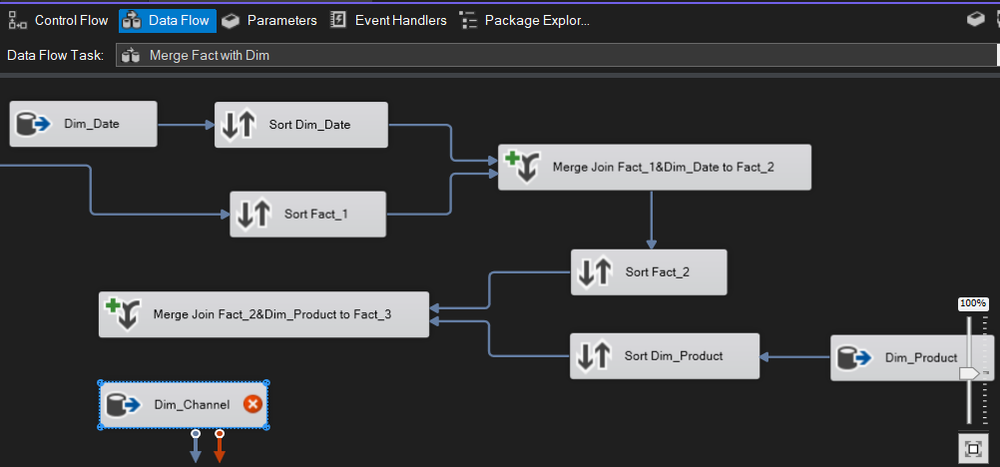 Control Flow Data Flow Parameters Event Handlers Package Explor...
Data Flow Task: Merge Fact with Dim
Dim_Date
Sort Dim_Date
Merge Join Fact_1&Dim_Date to Fact_2
Sort Fact_1
Sort Fact_2
Merge Join Fact_2&Dim_Product to Fact_3
100%
Sort Dim_Product
Dim_Product
Dim_Channel